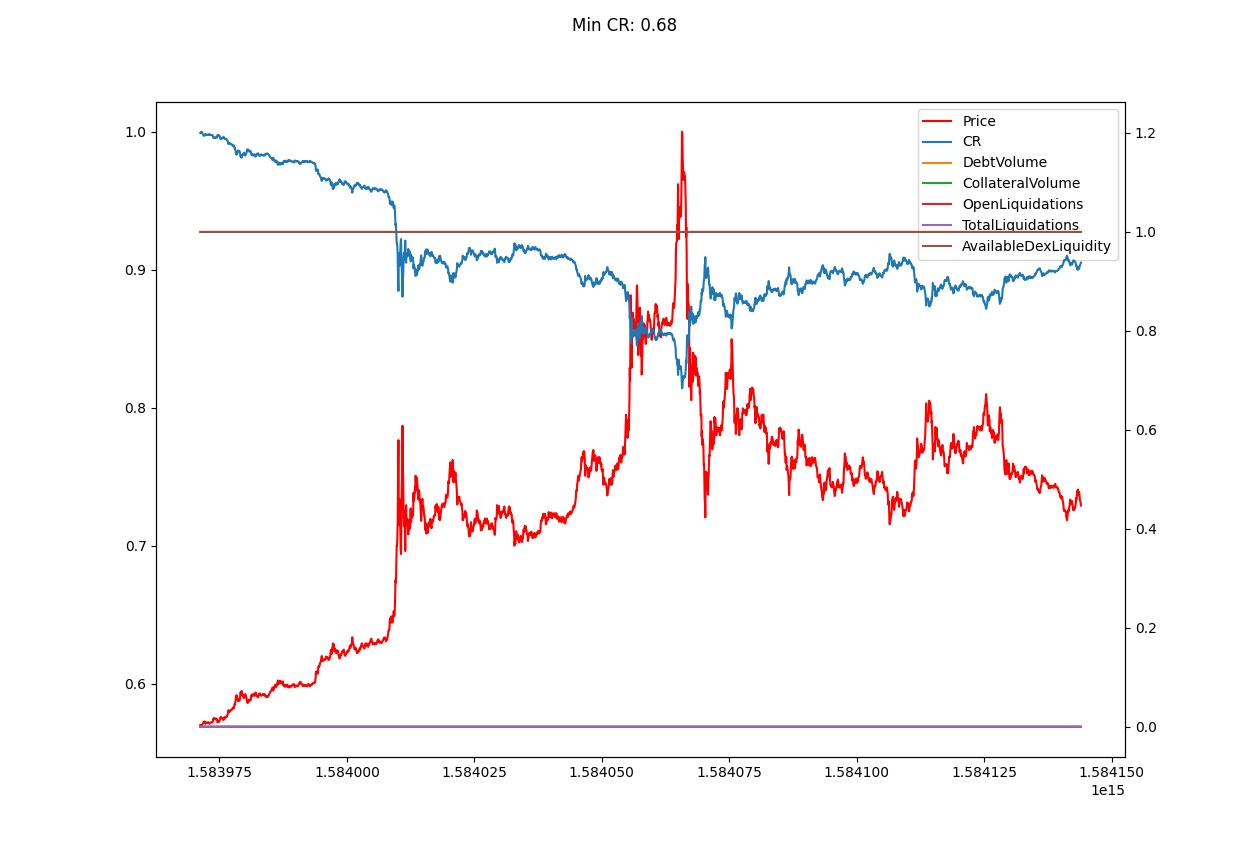 Min CR: 0.68
1.0
0.9
0.8
0.7
0.6
1.2
1.0
0.8
0.6
0.4
0.2
0.0
Price
CR
DebtVolume
CollateralVolume
OpenLiquidations
TotalLiquidations
AvailableDexLiquidity
1.583975 1.584000 1.584025 1.584050 1.584075 1.584100 1.584125 1.584150
1e15